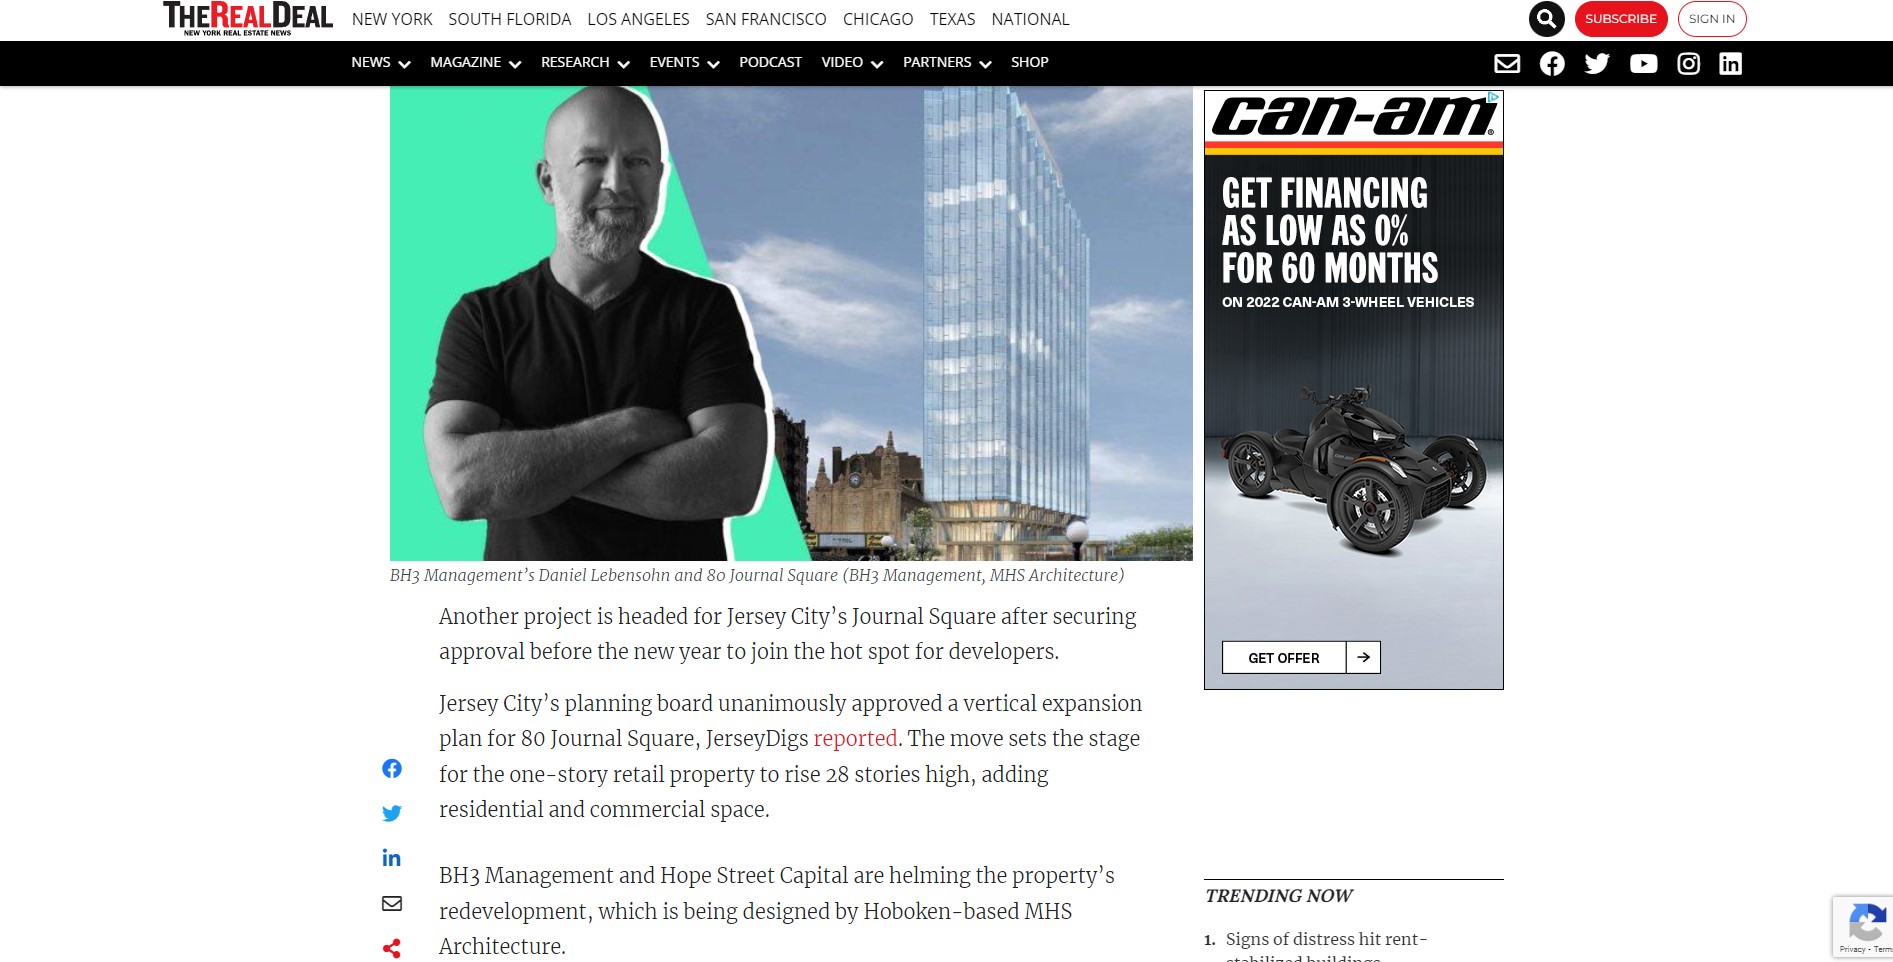 THEREALDEAL
NEW YORK REAL ESTATE NEWS
NEW YORK SOUTH FLORIDA LOS ANGELES SAN FRANCISCO CHICAGO TEXAS NATIONAL
SUBSCRIBE
SIGN IN
NEWS MAGAZINE RESEARCH EVENTS PODCAST VIDEO PARTNERS SHOP
BH3 Management’s Daniel Lebensohn and 80 Journal Square (BH3 Management, MHS Architecture)
Another project is headed for Jersey City’s Journal Square after securing
approval before the new year to join the hot spot for developers.
Jersey City’s planning board unanimously approved a vertical expansion
plan for 80 Journal Square, JerseyDigs reported. The move sets the stage
for the one-story retail property to rise 28 stories high, adding
residential and commercial space.
BH3 Management and Hope Street Capital are helming the property’s
redevelopment, which is being designed by Hoboken-based MHS
Architecture.
can-am®
GET FINANCING
AS LOW AS 0%
FOR 60 MONTHS
ON 2022 CAN-AM 3-WHEEL VEHICLES
GET OFFER →
TRENDING NOW
1. Signs of distress hit rent-
stabilized buildings
Privacy - Terms